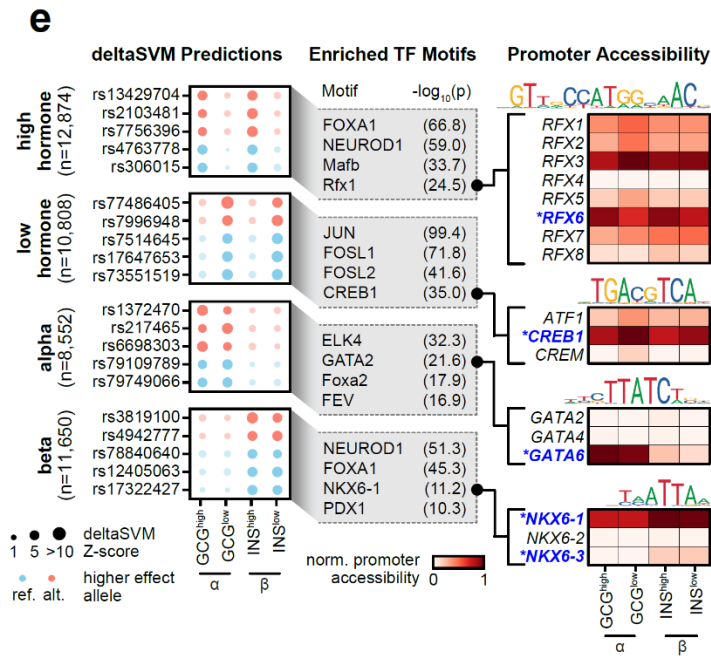 e
deltaSVM Predictions
Enriched TF Motifs
Promoter Accessibility
high
hormone
(n=12,874)
rs13429704
rs2103481
rs7756396
rs4763778
rs306015
low
hormone
(n=10,808)
rs77486405
rs7996948
rs7514645
rs17647653
rs73551519
alpha
(n=8,552)
rs1372470
rs217465
rs6698303
rs79109789
rs79749066
beta
(n=11,650)
rs3819100
rs4942777
rs78840640
rs12405063
rs17322427
GCGhigh
GCGlow
INShigh
INSlow
α
β
1 5 >10
deltaSVM
Z-score
ref. alt.
higher effect
allele
Motif -log10(p)
FOXA1 (66.8)
NEUROD1 (59.0)
Mafb (33.7)
Rfx1 (24.5)
JUN (99.4)
FOSL1 (71.8)
FOSL2 (41.6)
CREB1 (35.0)
ELK4 (32.3)
GATA2 (21.6)
Foxa2 (17.9)
FEV (16.9)
NEUROD1 (51.3)
FOXA1 (45.3)
NKX6-1 (11.2)
PDX1 (10.3)
norm. promoter
accessibility
0 1
RFX1
RFX2
RFX3
RFX4
RFX5
*RFX6
RFX7
RFX8
TGACGTCA
ATF1
*CREB1
CREM
CTTATC
GATA2
GATA4
*GATA6
ATTA
*NKX6-1
NKX6-2
*NKX6-3
GCGhigh
GCGlow
INShigh
INSlow
α
β